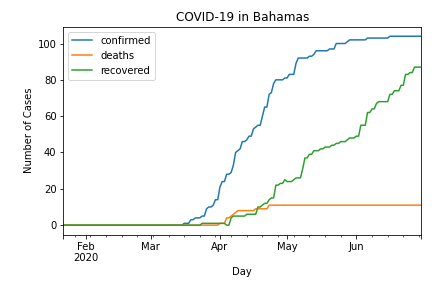 COVID-19 in Bahamas
confirmed
deaths
recovered
Number of Cases
100
80
60
40
20
0
Feb Mar Apr May Jun
2020
Day